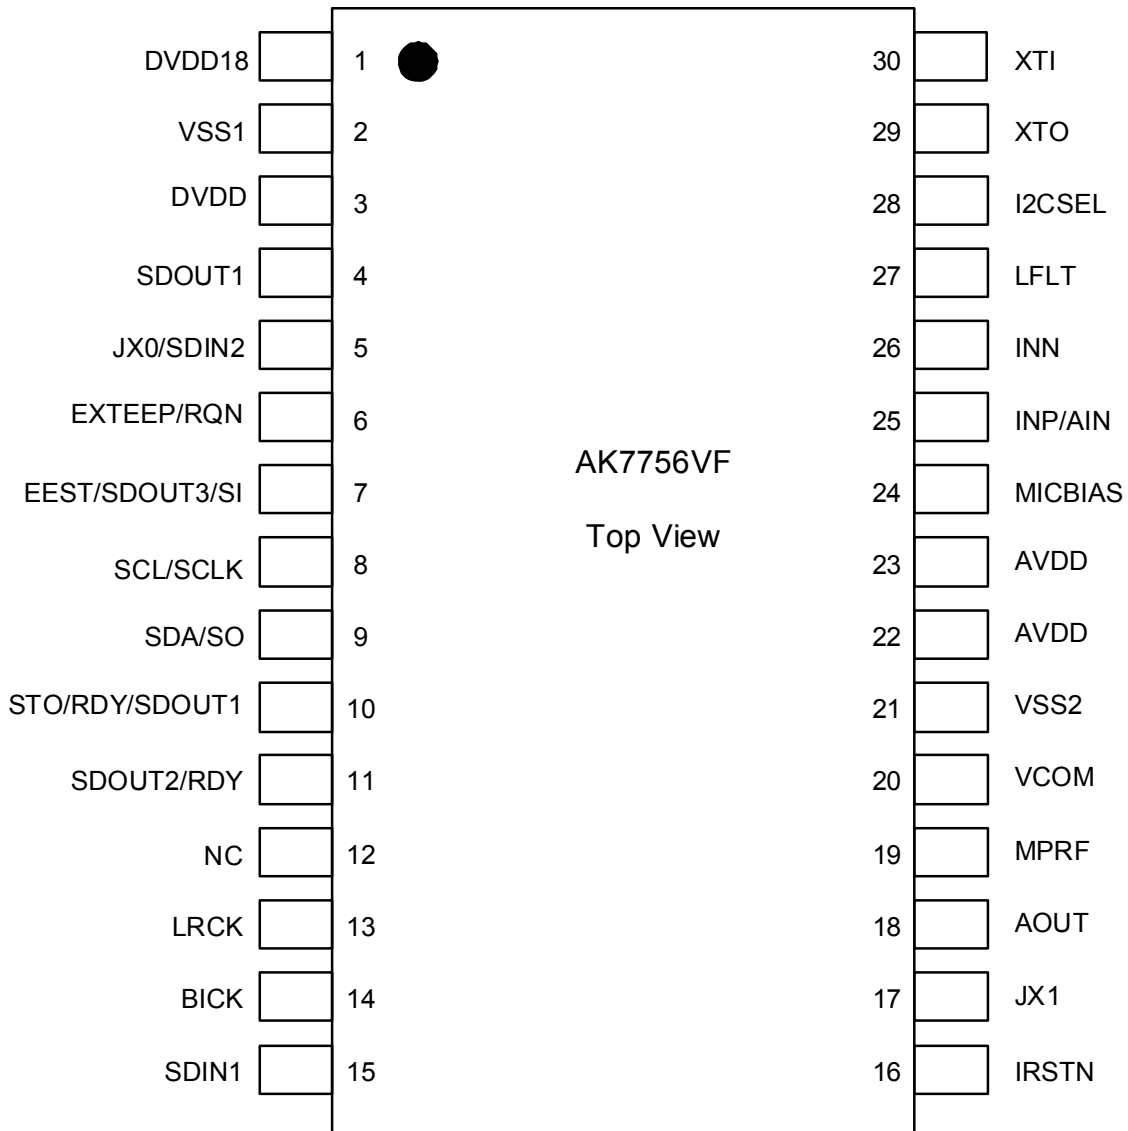 DVDD18 1 30 XTI
VSS1 2 29 XTO
DVDD 3 28 I2CSEL
SDOUT1 4 27 LFLT
JX0/SDIN2 5 26 INN
EXTEEP/RQN 6 25 INP/AIN
AK7756VF
EEST/SDOUT3/SI 7 24 MICBIAS
Top View
SCL/SCLK 8 23 AVDD
SDA/SO 9 22 AVDD
STO/RDY/SDOUT1 10 21 VSS2
SDOUT2/RDY 11 20 VCOM
NC 12 19 MPRF
LRCK 13 18 AOUT
BICK 14 17 JX1
SDIN1 15 16 IRSTN